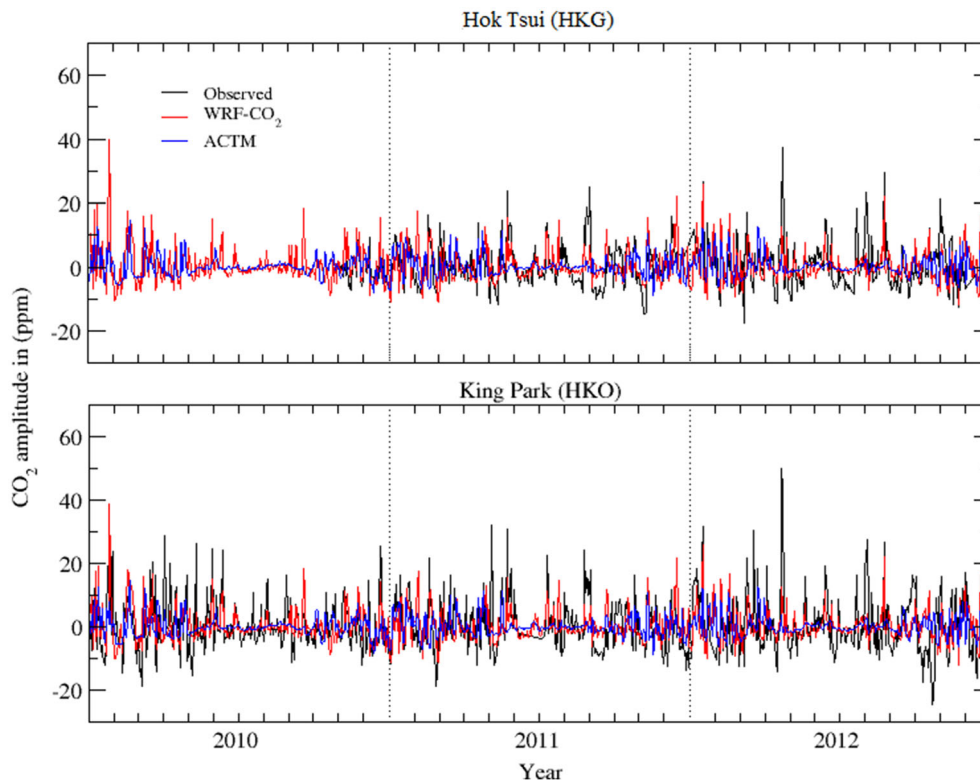 Hok Tsui (HKG)
60
40
20
0
-20
Observed
WRF-CO₂
ACTM
CO₂ amplitude in (ppm)
King Park (HKO)
60
40
20
0
-20
2010 2011 2012
Year